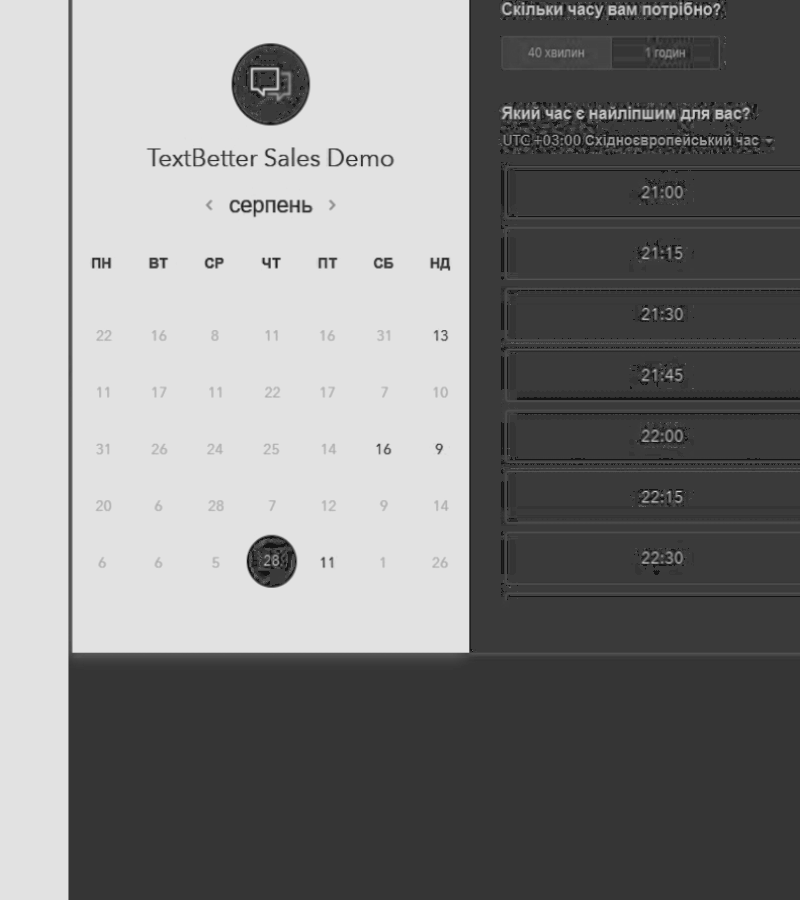 TextBetter Sales Demo
серпень
ПН ВТ СР ЧТ ПТ СБ НД
22 16 8 11 16 31 13
11 17 11 22 17 7 10
31 26 24 25 14 16 9
20 6 28 7 12 9 14
6 6 5 28 11 1 26
Скільки часу вам потрібно?
40 хвилин 1 годин
Який час є найліпшим для вас?
UTC +03:00 Східноєвропейський час
21:00
21:15
21:30
21:45
22:00
22:15
22:30